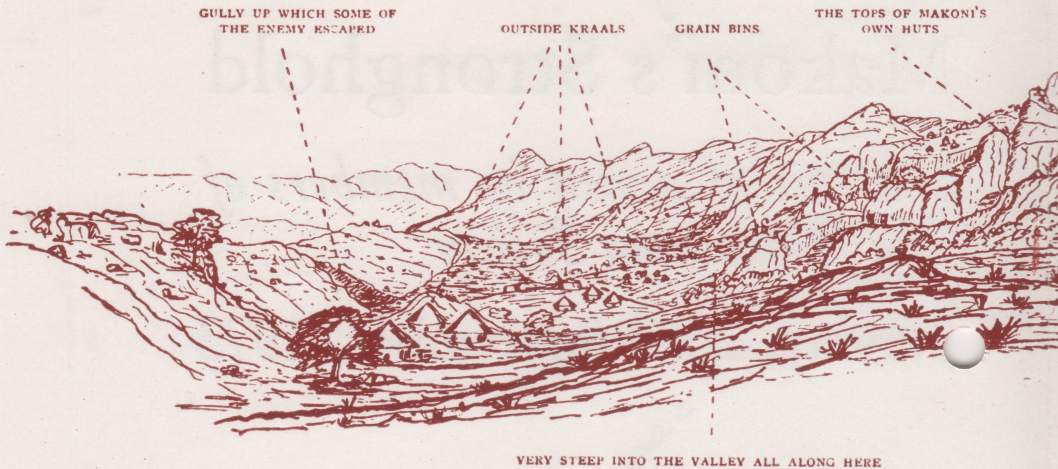 GULLY UP WHICH SOME OF
THE ENEMY ESCAPED
OUTSIDE KRAALS
GRAIN BINS
THE TOPS OF MAKONI'S
OWN HUTS
VERY STEEP INTO THE VALLEY ALL ALONG HERE